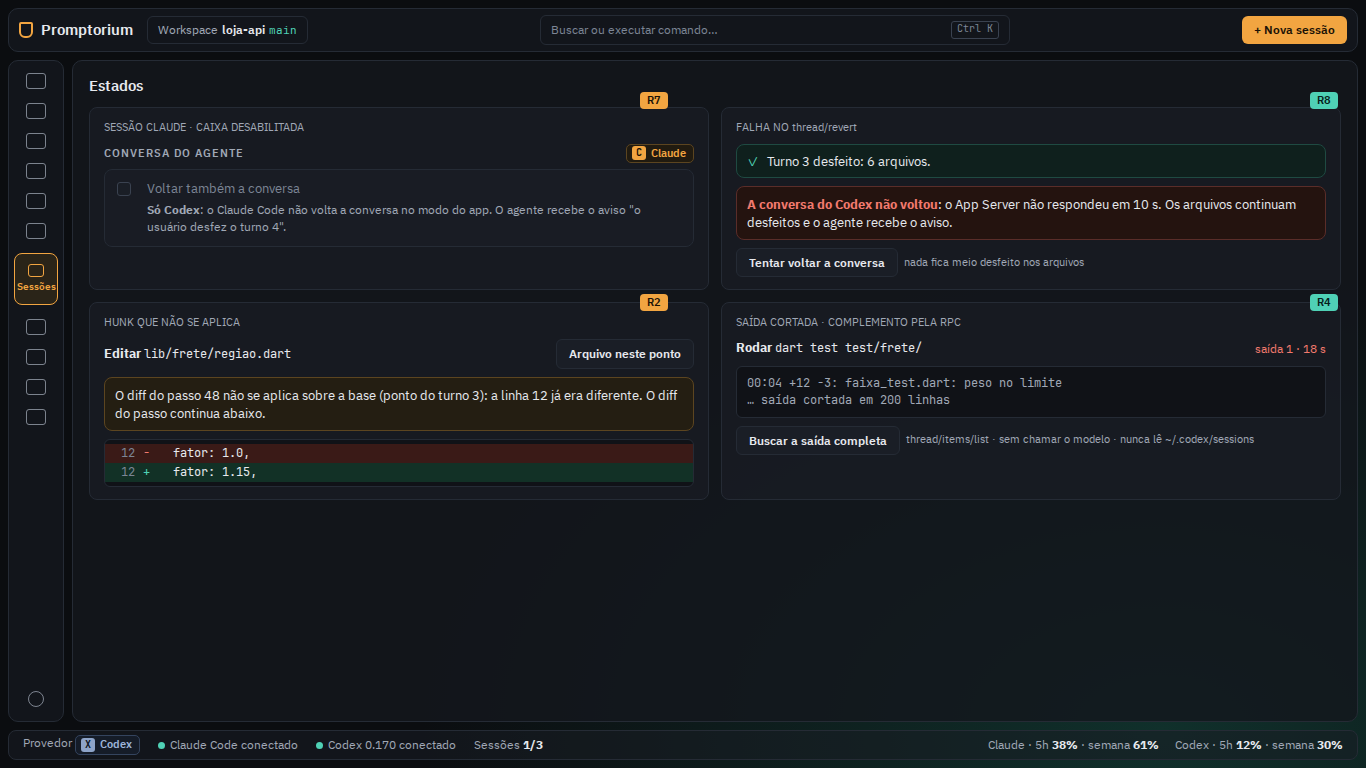 Promptorium
Workspace loja-api main
Buscar ou executar comando…
Ctrl K
+ Nova sessão
Sessões
Estados
R7
SESSÃO CLAUDE · CAIXA DESABILITADA
CONVERSA DO AGENTE
C Claude
Voltar também a conversa
Só Codex: o Claude Code não volta a conversa no modo do app. O agente recebe o aviso "o
usuário desfez o turno 4".
R8
FALHA NO thread/revert
✓ Turno 3 desfeito: 6 arquivos.
A conversa do Codex não voltou: o App Server não respondeu em 10 s. Os arquivos continuam
desfeitos e o agente recebe o aviso.
Tentar voltar a conversa
nada fica meio desfeito nos arquivos
R2
HUNK QUE NÃO SE APLICA
Editar lib/frete/regiao.dart
Arquivo neste ponto
O diff do passo 48 não se aplica sobre a base (ponto do turno 3): a linha 12 já era diferente. O diff
do passo continua abaixo.
12 - fator: 1.0,
12 + fator: 1.15,
R4
SAÍDA CORTADA · COMPLEMENTO PELA RPC
Rodar dart test test/frete/
saída 1 · 18 s
00:04 +12 -3: faixa_test.dart: peso no limite
… saída cortada em 200 linhas
Buscar a saída completa
thread/items/list · sem chamar o modelo · nunca lê ~/.codex/sessions
Provedor X Codex
Claude Code conectado
Codex 0.170 conectado
Sessões 1/3
Claude · 5h 38% · semana 61%
Codex · 5h 12% · semana 30%